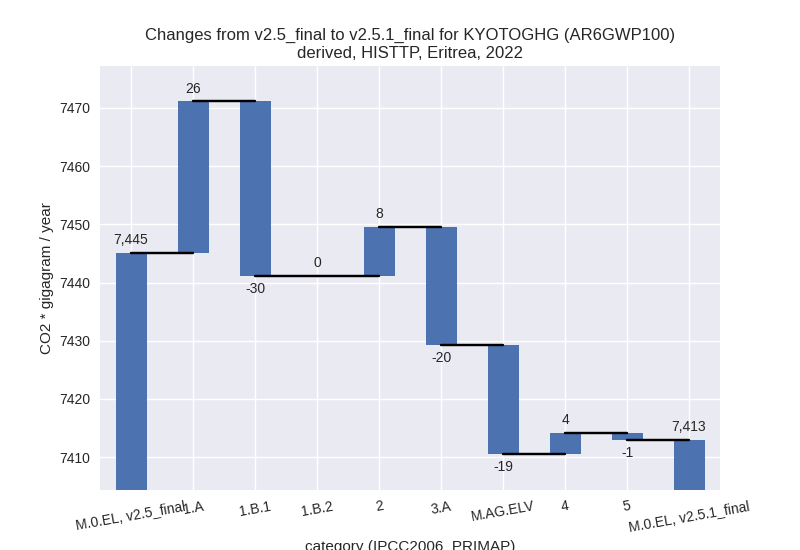 Changes from v2.5_final to v2.5.1_final for KYOTOGHG (AR6GWP100)
derived, HISTTP, Eritrea, 2022
CO2 * gigagram / year
7470
7460
7450
7440
7430
7420
7410
7,445
26
-30
0
8
-20
-19
4
-1
7,413
M.0.EL, v2.5_final
1.A
1.B.1
1.B.2
2
3.A
M.AG.ELV
4
5
M.0.EL, v2.5.1_final
category (IPCC2006_PRIMAP)